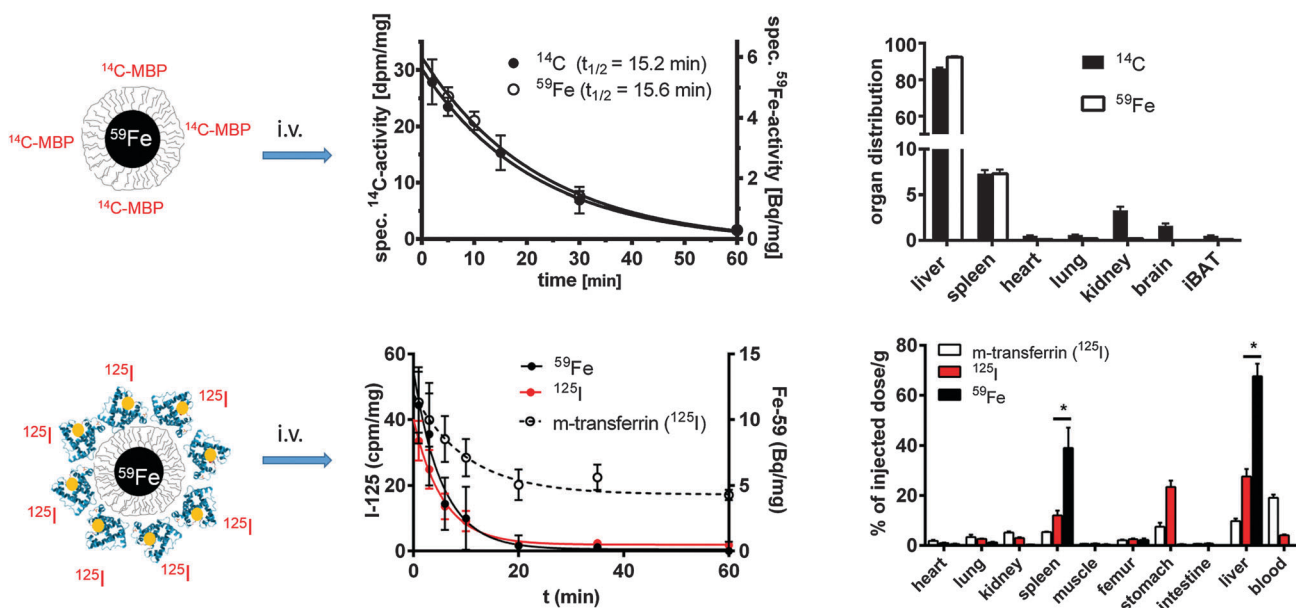 ¹⁴C-MBP
¹⁴C-MBP
⁵⁹Fe
¹⁴C-MBP
¹⁴C-MBP
i.v.
spec. ¹⁴C-activity [dpm/mg]
30
20
10
0
¹⁴C (t1/2 = 15.2 min)
⁵⁹Fe (t1/2 = 15.6 min)
6
4
2
0
spec. ⁵⁹Fe-activity [Bq/mg]
0 10 20 30 40 50 60
time [min]
organ distribution
100
80
60
10
5
0
¹⁴C
⁵⁹Fe
liver
spleen
heart
lung
kidney
brain
iBAT
¹²⁵I
¹²⁵I
¹²⁵I
¹²⁵I
⁵⁹Fe
¹²⁵I
¹²⁵I
¹²⁵I
i.v.
I-125 (cpm/mg)
60
40
20
0
⁵⁹Fe
¹²⁵I
m-transferrin (¹²⁵I)
15
10
5
0
Fe-59 (Bq/mg)
0 20 40 60
t (min)
% of injected dose/g
80
60
40
20
0
m-transferrin (¹²⁵I)
¹²⁵I
⁵⁹Fe
*
*
heart
lung
kidney
spleen
muscle
femur
stomach
intestine
liver
blood